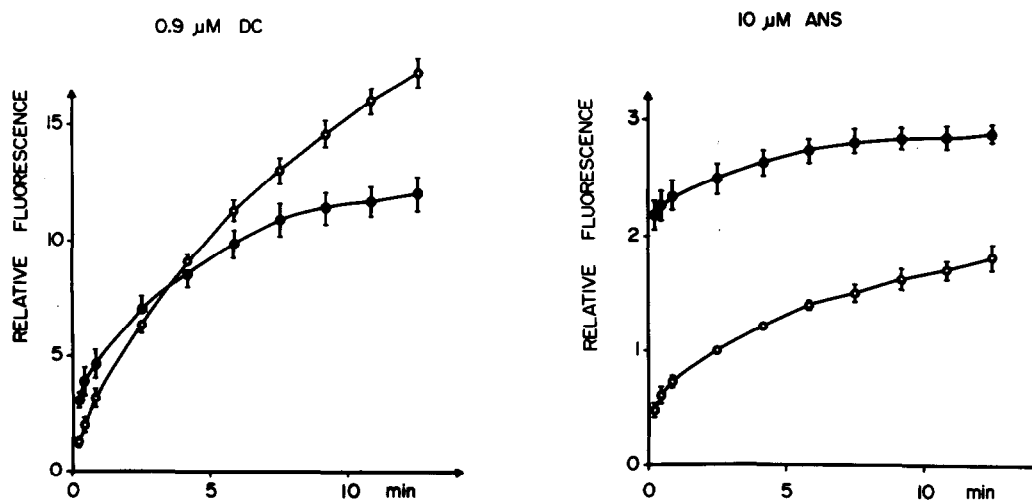 0.9 µM DC
RELATIVE FLUORESCENCE
15
10
5
0
0 5 10 min
10 µM ANS
RELATIVE FLUORESCENCE
3
2
1
0
0 5 10 min